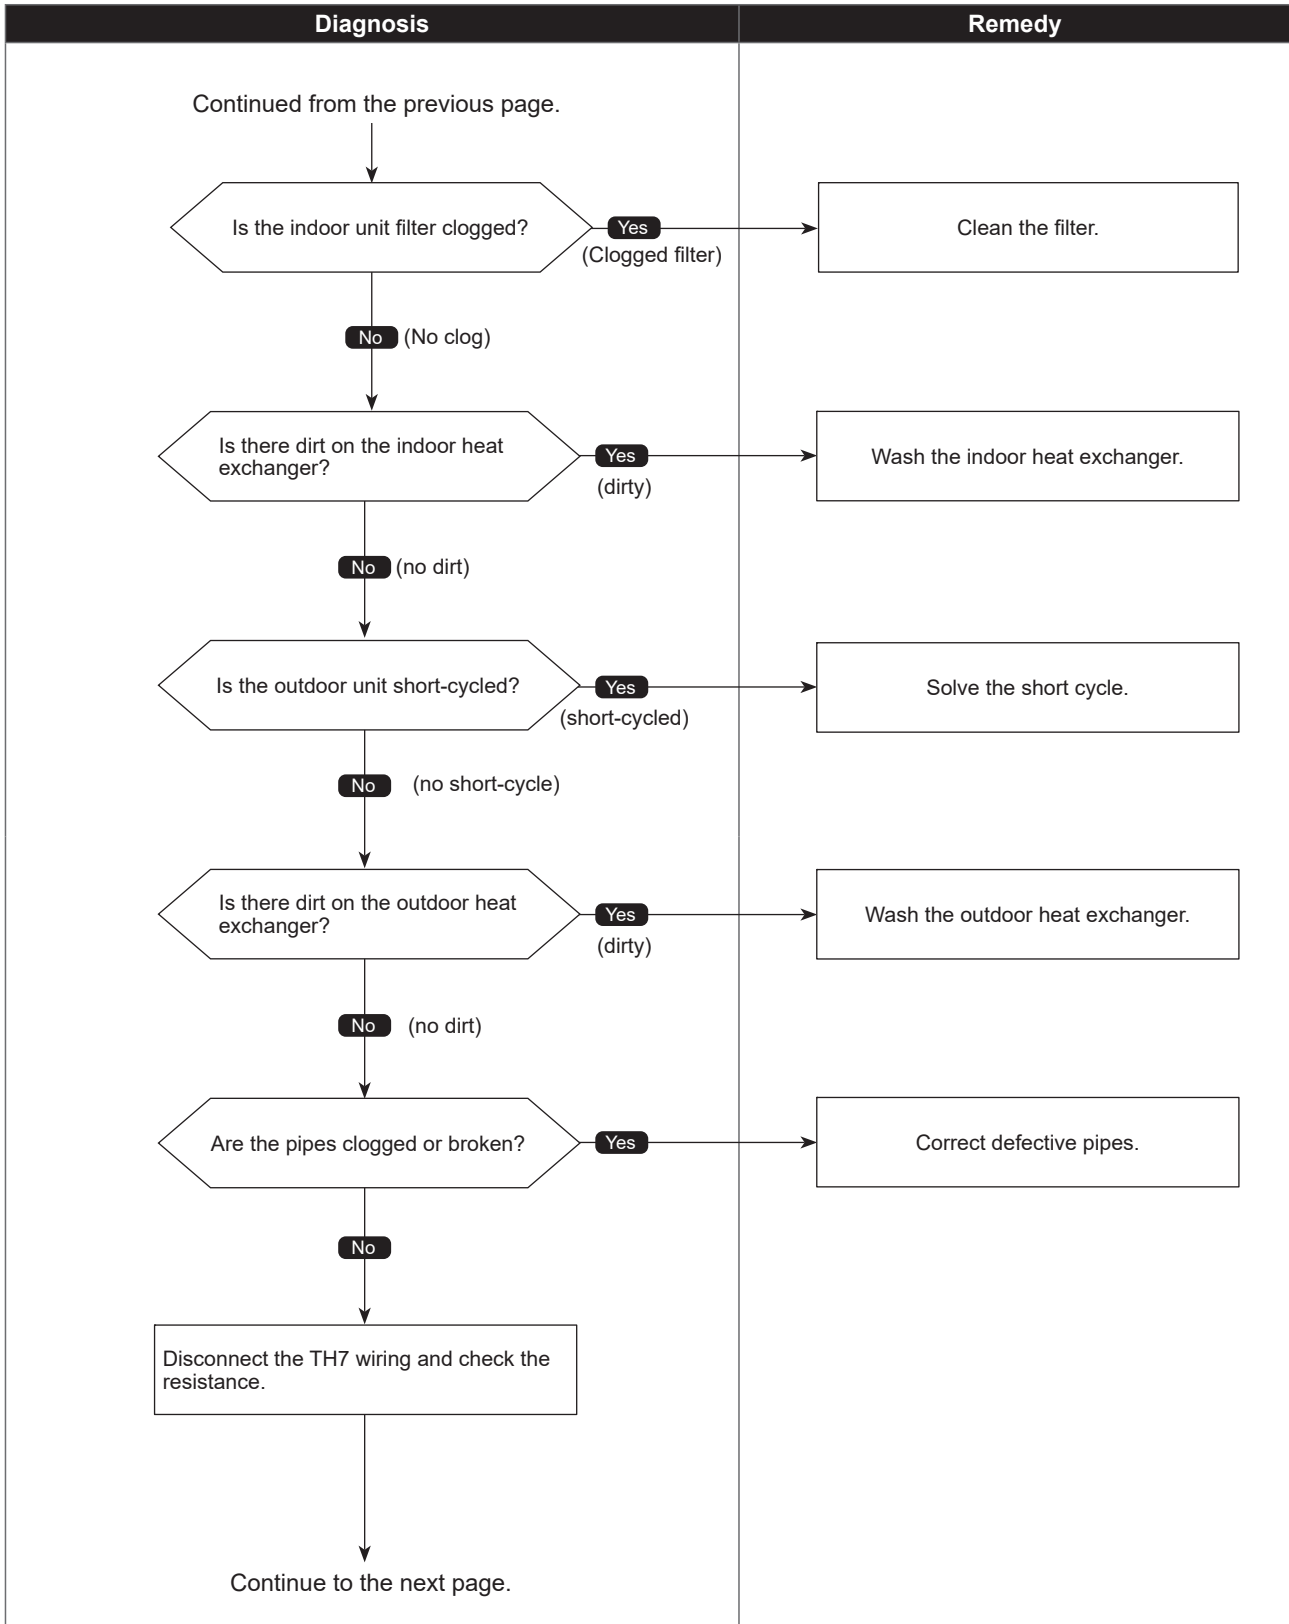 Diagnosis
Remedy
Continued from the previous page.
Is the indoor unit filter clogged?
Yes
(Clogged filter)
Clean the filter.
No (No clog)
Is there dirt on the indoor heat
exchanger?
Yes
(dirty)
Wash the indoor heat exchanger.
No (no dirt)
Is the outdoor unit short-cycled?
Yes
(short-cycled)
Solve the short cycle.
No (no short-cycle)
Is there dirt on the outdoor heat
exchanger?
Yes
(dirty)
Wash the outdoor heat exchanger.
No (no dirt)
Are the pipes clogged or broken?
Yes
Correct defective pipes.
No
Disconnect the TH7 wiring and check the
resistance.
Continue to the next page.